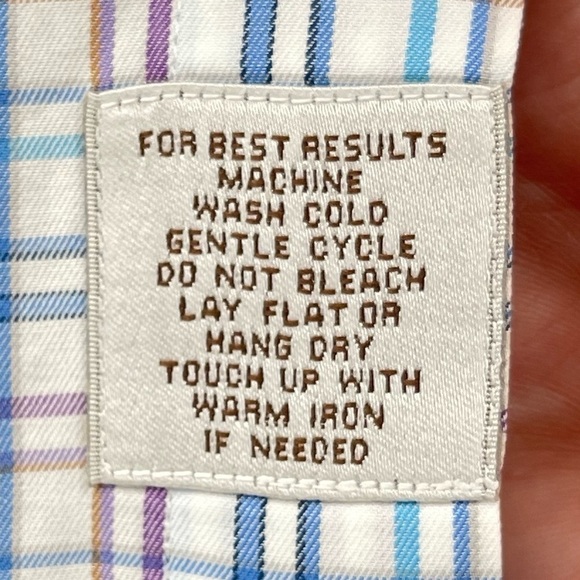 FOR BEST RESULTS
MACHINE
WASH COLD
GENTLE CYCLE
DO NOT BLEACH
LAY FLAT OR
HANG DRY
TOUCH UP WITH
WARM IRON
IF NEEDED